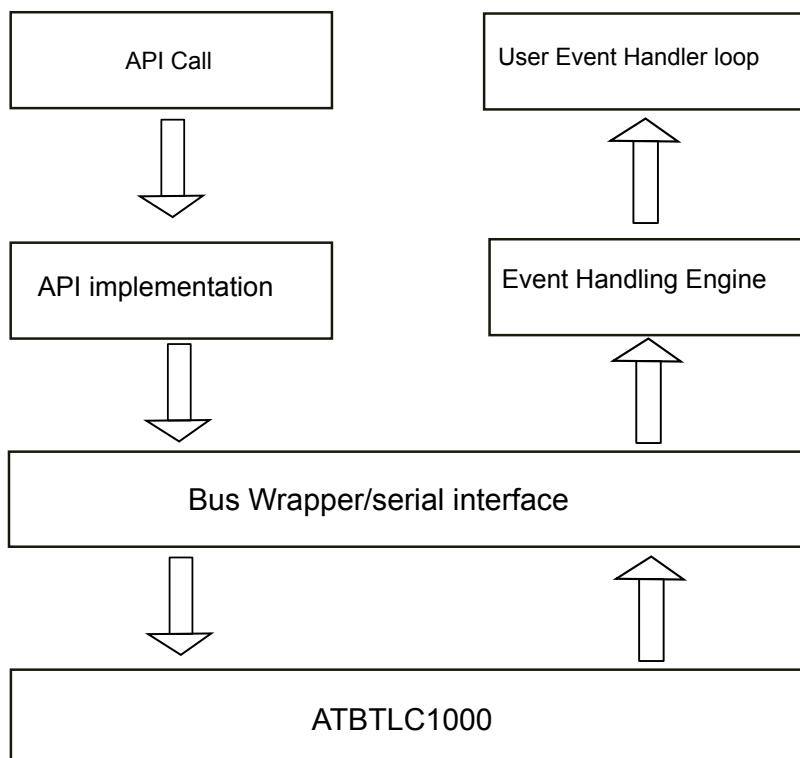 API Call
User Event Handler loop
API implementation
Event Handling Engine
Bus Wrapper/serial interface
ATBTLC1000